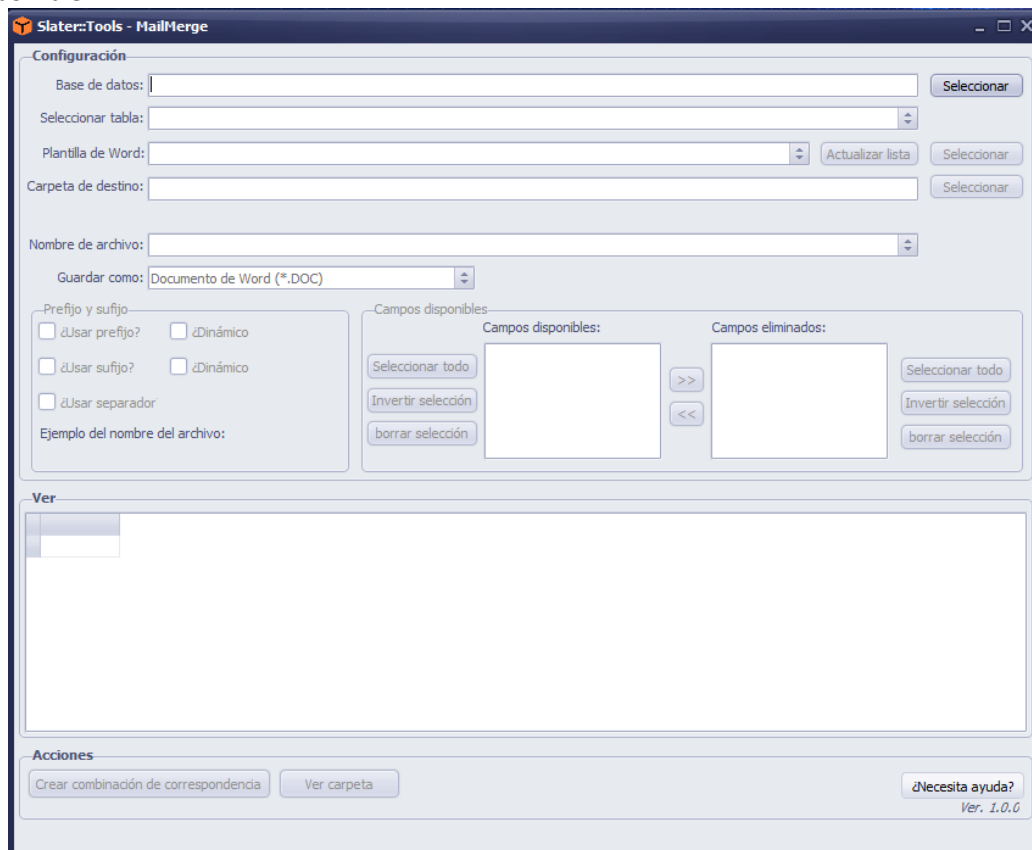 Slater::Tools - MailMerge
Configuración
Base de datos:
Seleccionar
Seleccionar tabla:
Plantilla de Word:
Actualizar lista
Seleccionar
Carpeta de destino:
Seleccionar
Nombre de archivo:
Guardar como:
Documento de Word (*.DOC)
Prefijo y sufijo
¿Usar prefijo?
¿Dinámico
¿Usar sufijo?
¿Dinámico
¿Usar separador
Ejemplo del nombre del archivo:
Campos disponibles
Campos disponibles:
Campos eliminados:
Seleccionar todo
Invertir selección
borrar selección
>>
<<
Seleccionar todo
Invertir selección
borrar selección
Ver
Acciones
Crear combinación de correspondencia
Ver carpeta
¿Necesita ayuda?
Ver. 1.0.0